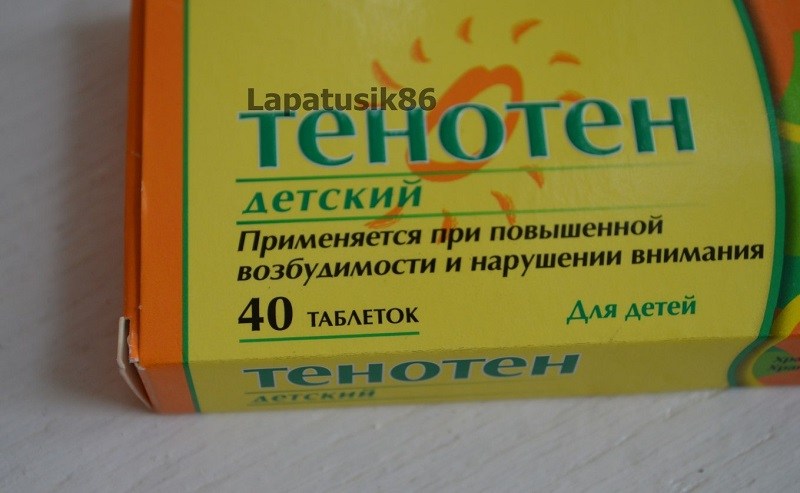 Lapatusik86
ТЕНОТЕН
ДЕТСКИЙ
Применяется при повышенной
возбудимости и нарушении внимания
40 ТАБЛЕТОК
Для детей
ТЕНОТЕН
ДЕТСКИЙ